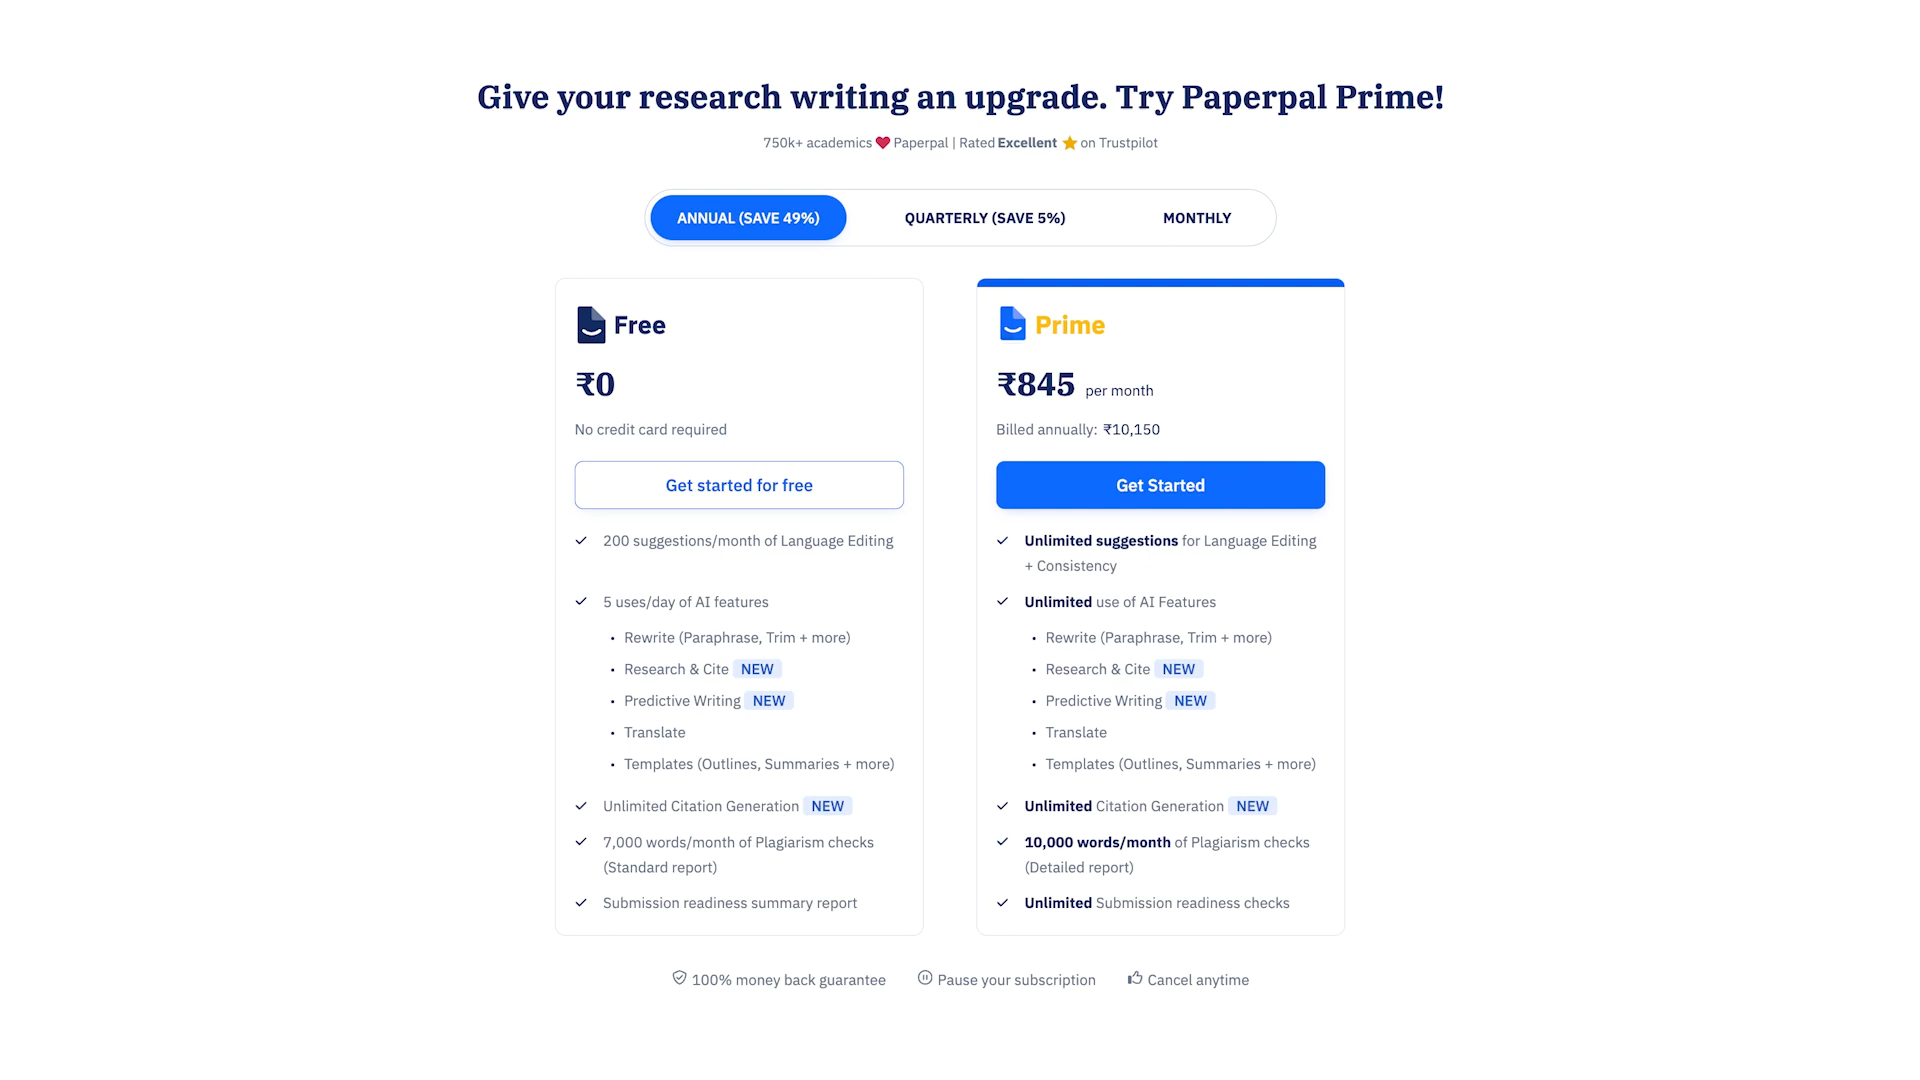 Give your research writing an upgrade. Try Paperpal Prime!
750k+ academics ❤️ Paperpal | Rated Excellent ⭐ on Trustpilot
ANNUAL (SAVE 49%)
QUARTERLY (SAVE 5%)
MONTHLY
Free
₹0
No credit card required
Get started for free
200 suggestions/month of Language Editing
5 uses/day of AI features
Rewrite (Paraphrase, Trim + more)
Research & Cite NEW
Predictive Writing NEW
Translate
Templates (Outlines, Summaries + more)
Unlimited Citation Generation NEW
7,000 words/month of Plagiarism checks
(Standard report)
Submission readiness summary report
Prime
₹845 per month
Billed annually: ₹10,150
Get Started
Unlimited suggestions for Language Editing
+ Consistency
Unlimited use of AI Features
Rewrite (Paraphrase, Trim + more)
Research & Cite NEW
Predictive Writing NEW
Translate
Templates (Outlines, Summaries + more)
Unlimited Citation Generation NEW
10,000 words/month of Plagiarism checks
(Detailed report)
Unlimited Submission readiness checks
100% money back guarantee
Pause your subscription
Cancel anytime